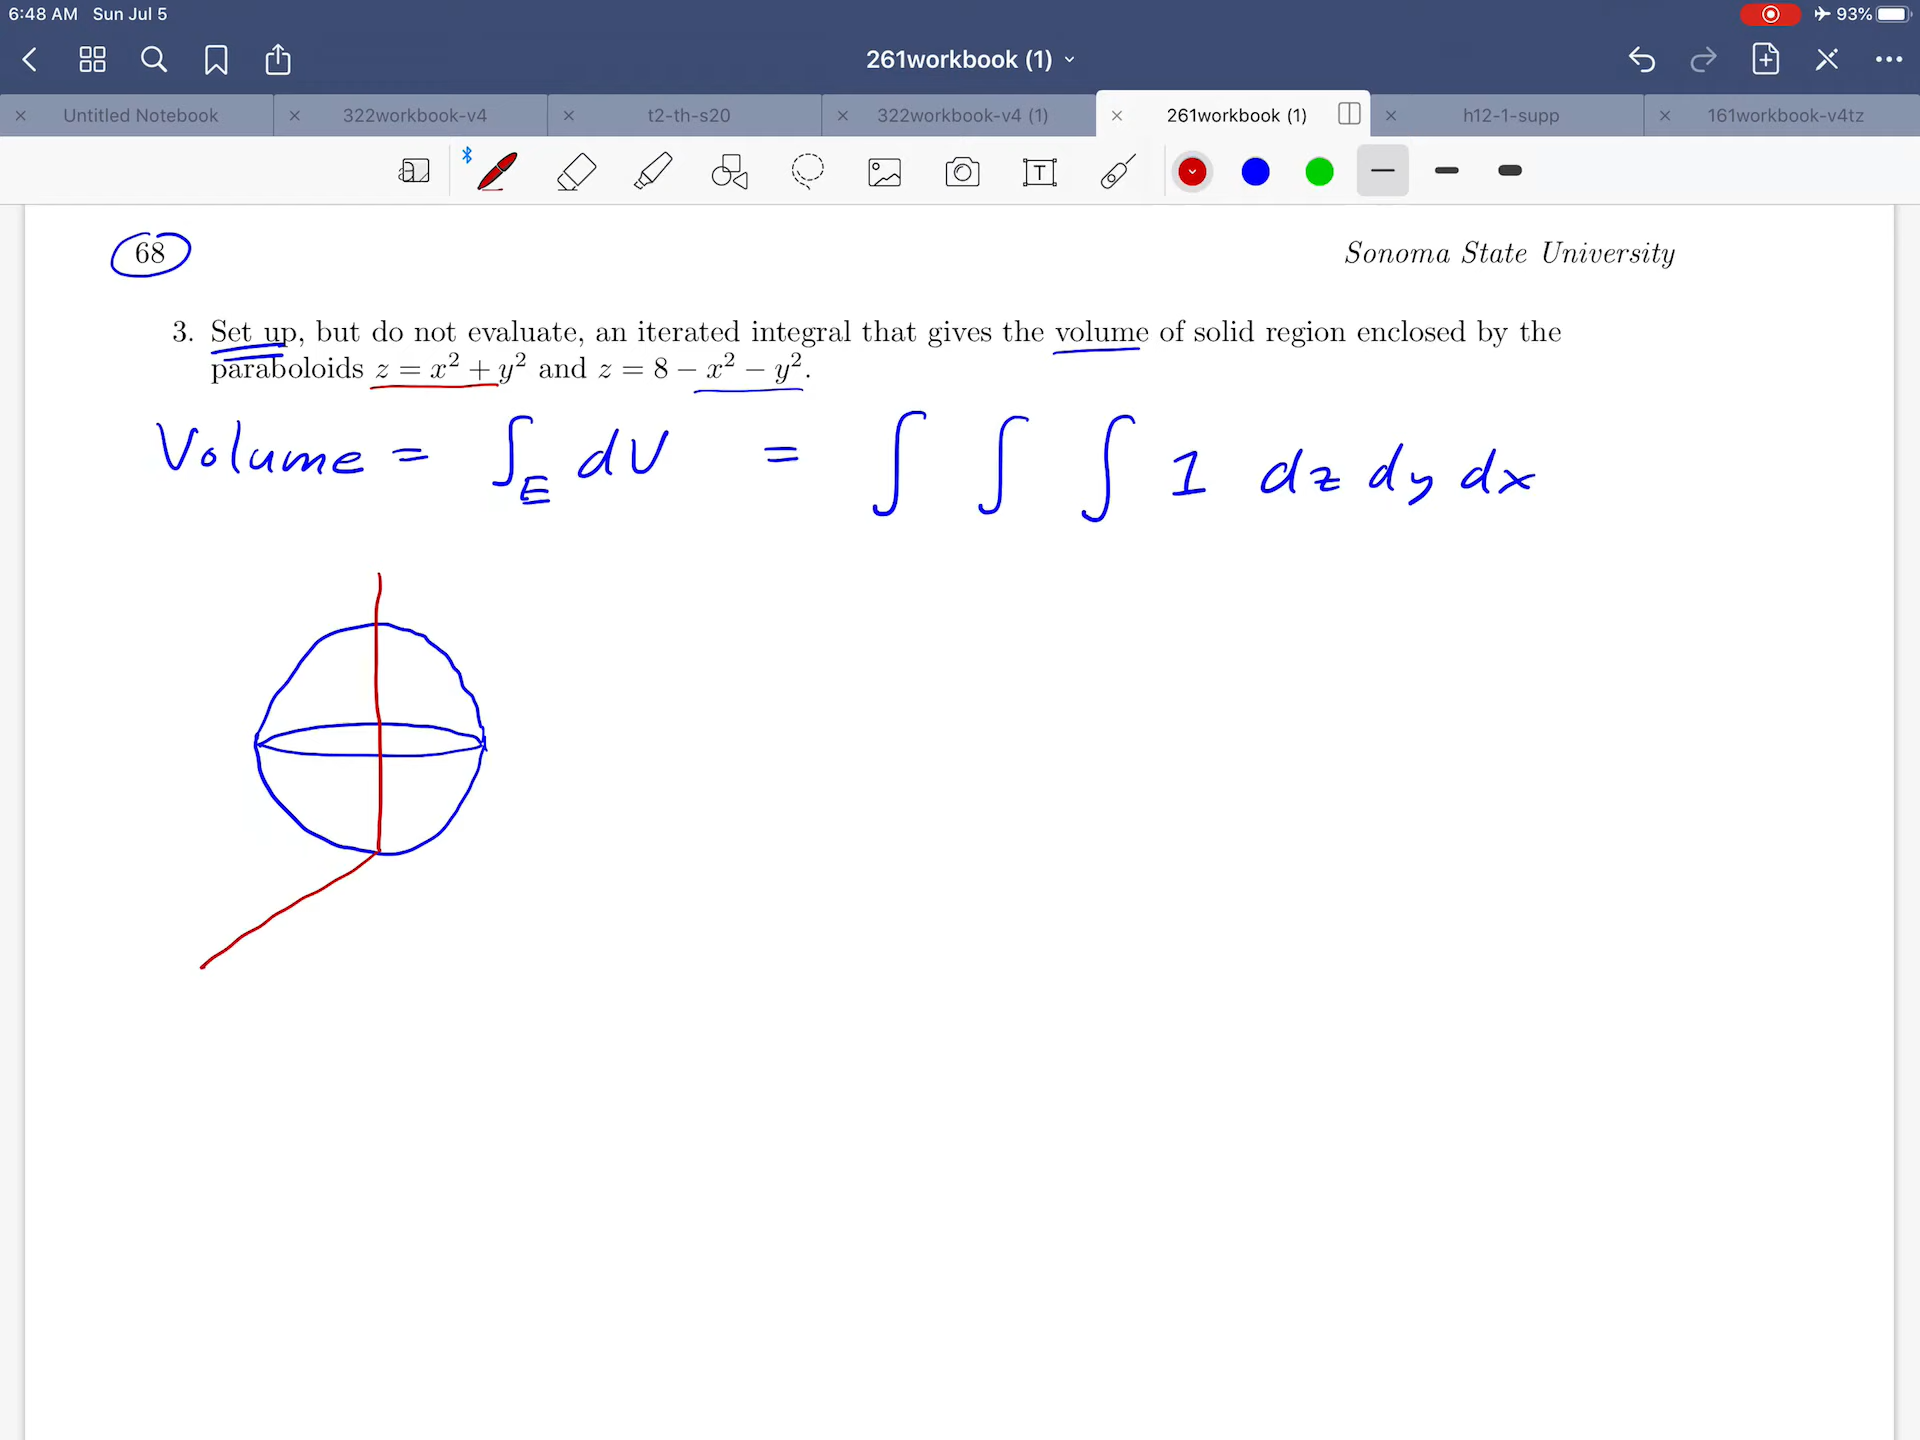 6:48 AM Sun Jul 5
93%
261workbook (1)
Untitled Notebook
322workbook-v4
t2-th-s20
322workbook-v4 (1)
261workbook (1)
h12-1-supp
161workbook-v4tz
68
Sonoma State University
3. Set up, but do not evaluate, an iterated integral that gives the volume of solid region enclosed by the
paraboloids z = x² + y² and z = 8 − x² − y².
Volume = ∫_E dV = ∫ ∫ ∫ 1 dz dy dx